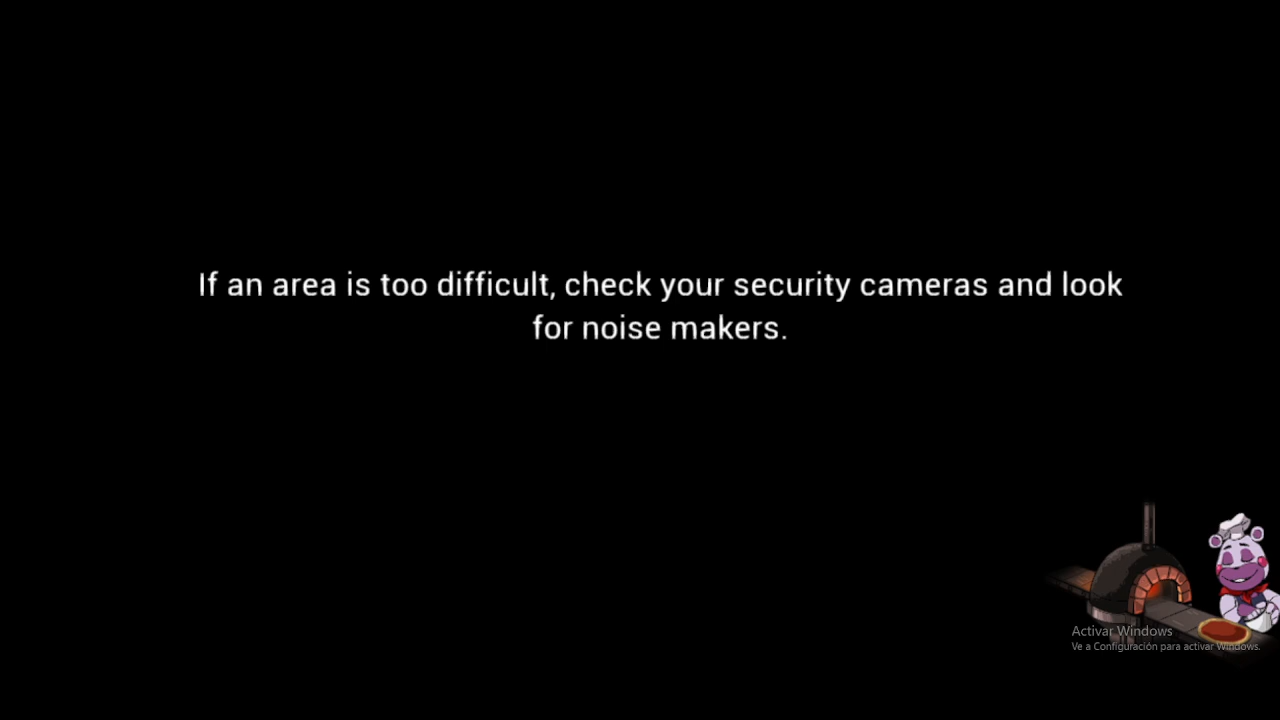 If an area is too difficult, check your security cameras and look
for noise makers.
Activar Windows
Ve a Configuración para activar Windows.